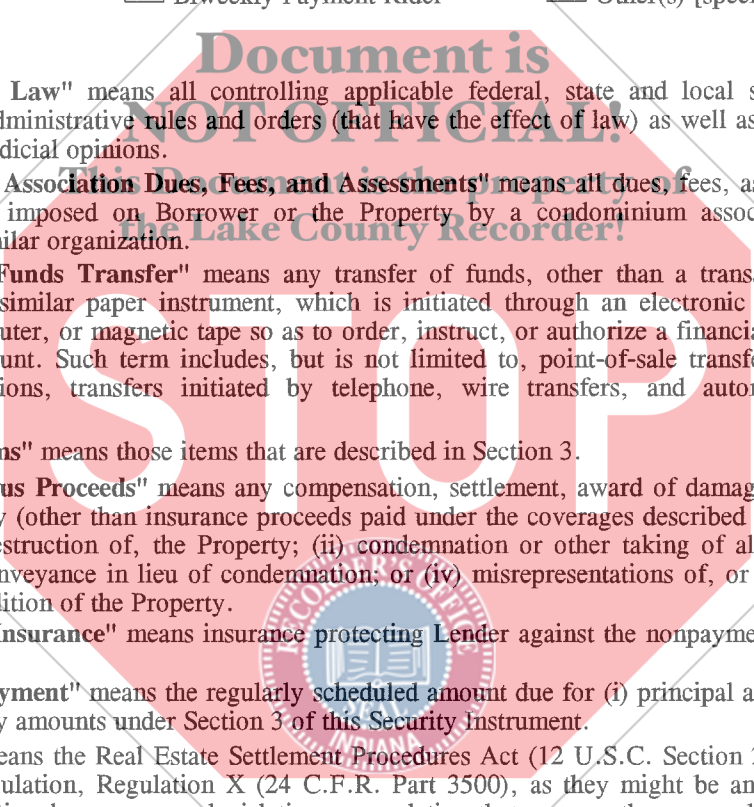 Biweekly Payment Rider Other(s) [spec
Document is
Law" means all controlling applicable federal, state and local s
dministrative rules and orders (that have the effect of law) as well as
NOT OFFICIAL!
dicial opinions.
This Document is the property of
Association Dues, Fees, and Assessments" means all dues, fees, as
imposed on Borrower or the Property by a condominium assoc
the Lake County Recorder!
ilar organization.
Funds Transfer" means any transfer of funds, other than a trans
similar paper instrument, which is initiated through an electronic
uter, or magnetic tape so as to order, instruct, or authorize a financia
unt. Such term includes, but is not limited to, point-of-sale transfe
ions, transfers initiated by telephone, wire transfers, and autor
STOP
ns" means those items that are described in Section 3.
us Proceeds" means any compensation, settlement, award of damag
y (other than insurance proceeds paid under the coverages described
estruction of, the Property; (ii) condemnation or other taking of al
nveyance in lieu of condemnation; or (iv) misrepresentations of, or
lition of the Property.
Insurance" means insurance protecting Lender against the nonpayme
RECORDER'S OFFICE
SEAL
INDIANA
yment" means the regularly scheduled amount due for (i) principal a
y amounts under Section 3 of this Security Instrument.
eans the Real Estate Settlement Procedures Act (12 U.S.C. Section 2
ulation, Regulation X (24 C.F.R. Part 3500), as they might be am